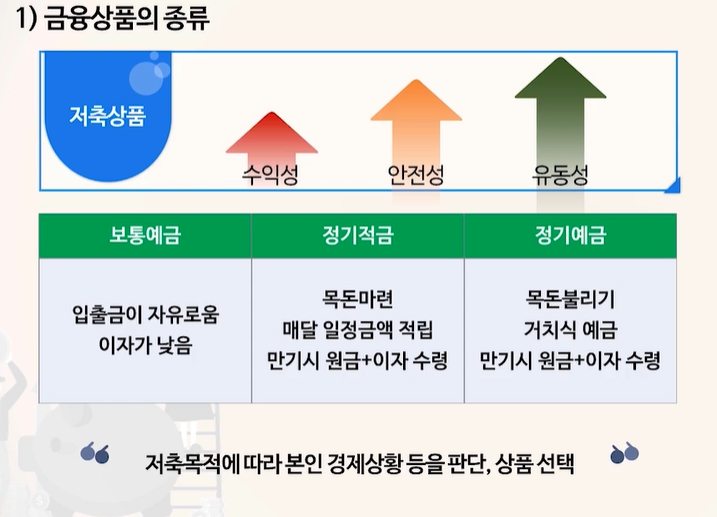 1) 금융상품의 종류
저축상품
수익성
안전성
유동성
보통예금
정기적금
정기예금
입출금이 자유로움
이자가 낮음
목돈마련
매달 일정금액 적립
만기시 원금+이자 수령
목돈불리기
거치식 예금
만기시 원금+이자 수령
저축목적에 따라 본인 경제상황 등을 판단, 상품 선택